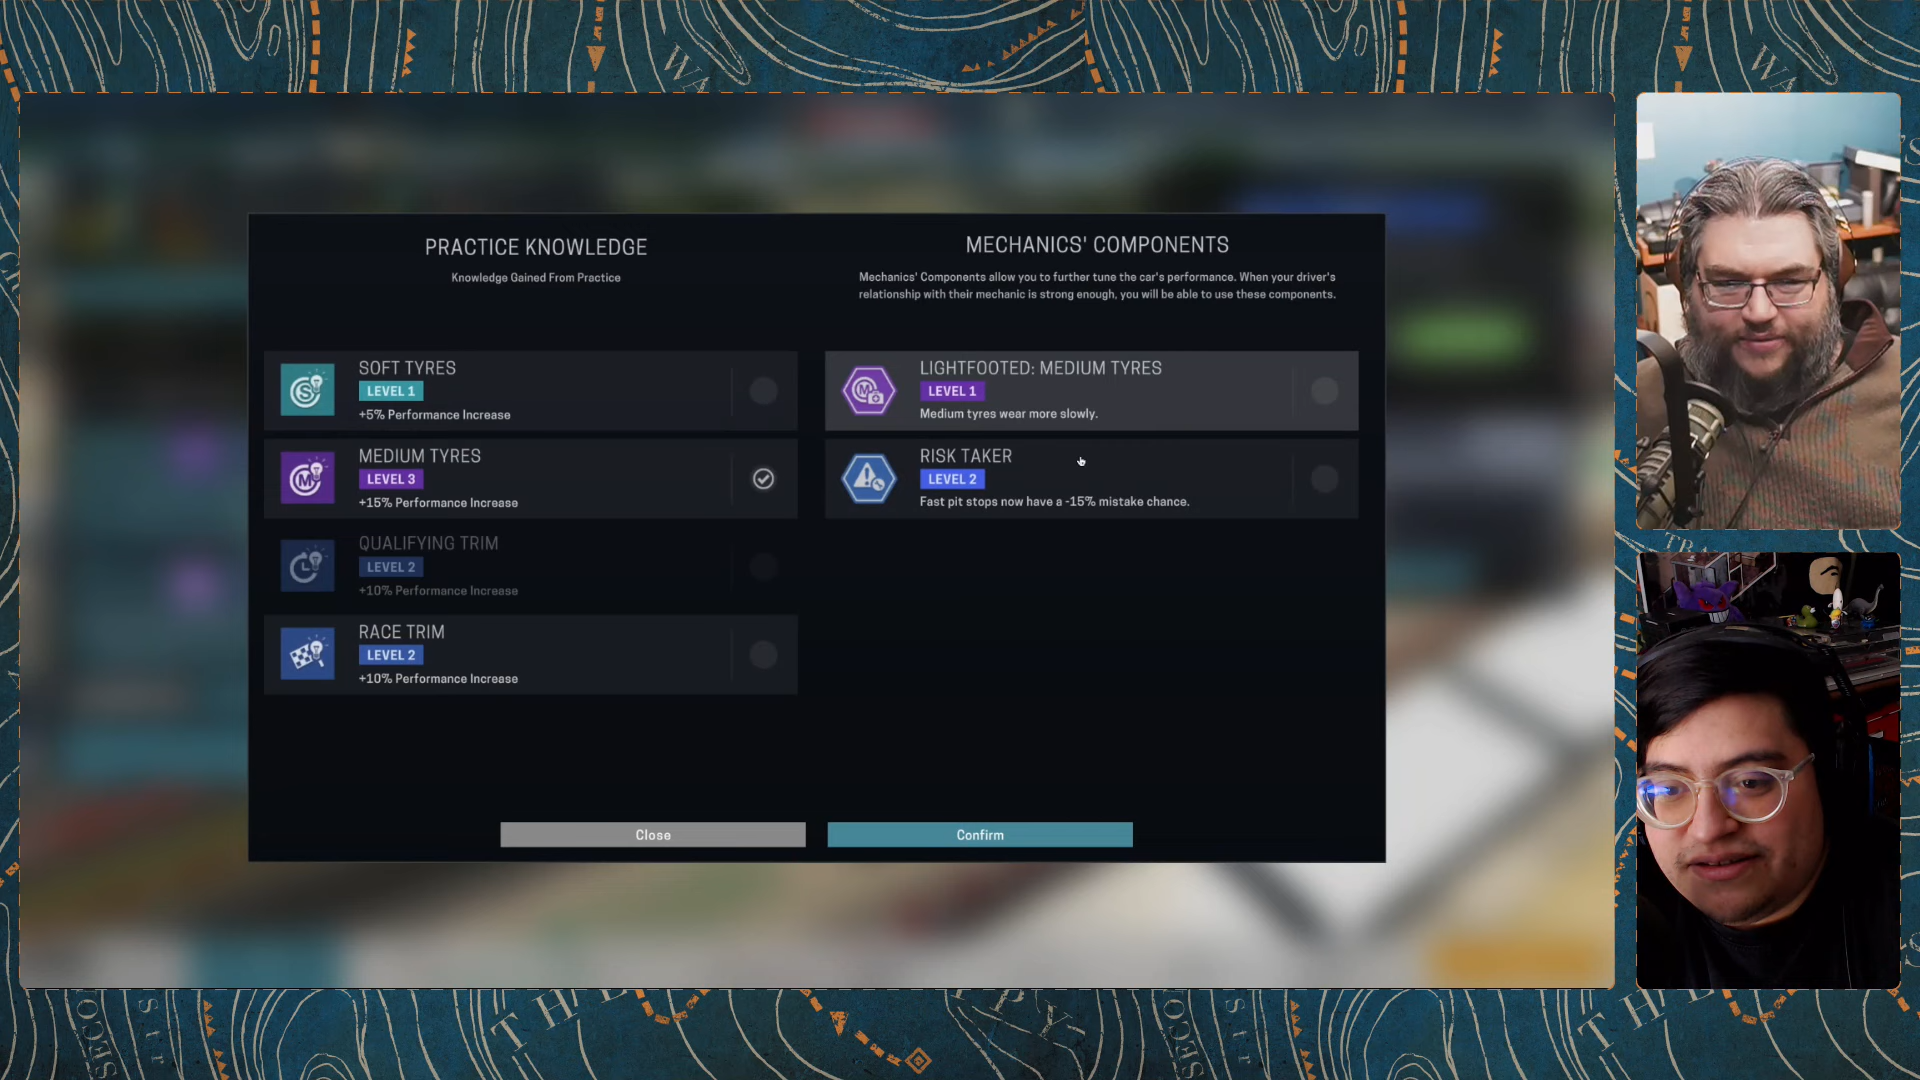 PRACTICE KNOWLEDGE
Knowledge Gained From Practice
SOFT TYRES
LEVEL 1
+5% Performance Increase
MEDIUM TYRES
LEVEL 3
+15% Performance Increase
QUALIFYING TRIM
LEVEL 2
+10% Performance Increase
RACE TRIM
LEVEL 2
+10% Performance Increase
MECHANICS' COMPONENTS
Mechanics' Components allow you to further tune the car's performance. When your driver's
relationship with their mechanic is strong enough, you will be able to use these components.
LIGHTFOOTED: MEDIUM TYRES
LEVEL 1
Medium tyres wear more slowly.
RISK TAKER
LEVEL 2
Fast pit stops now have a -15% mistake chance.
Close
Confirm